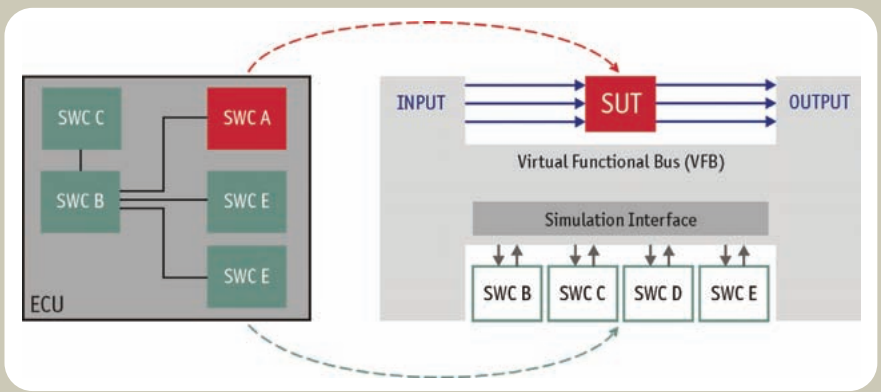 SWC C
SWC A
SWC B
SWC E
SWC E
ECU
INPUT
SUT
OUTPUT
Virtual Functional Bus (VFB)
Simulation Interface
SWC B
SWC C
SWC D
SWC E